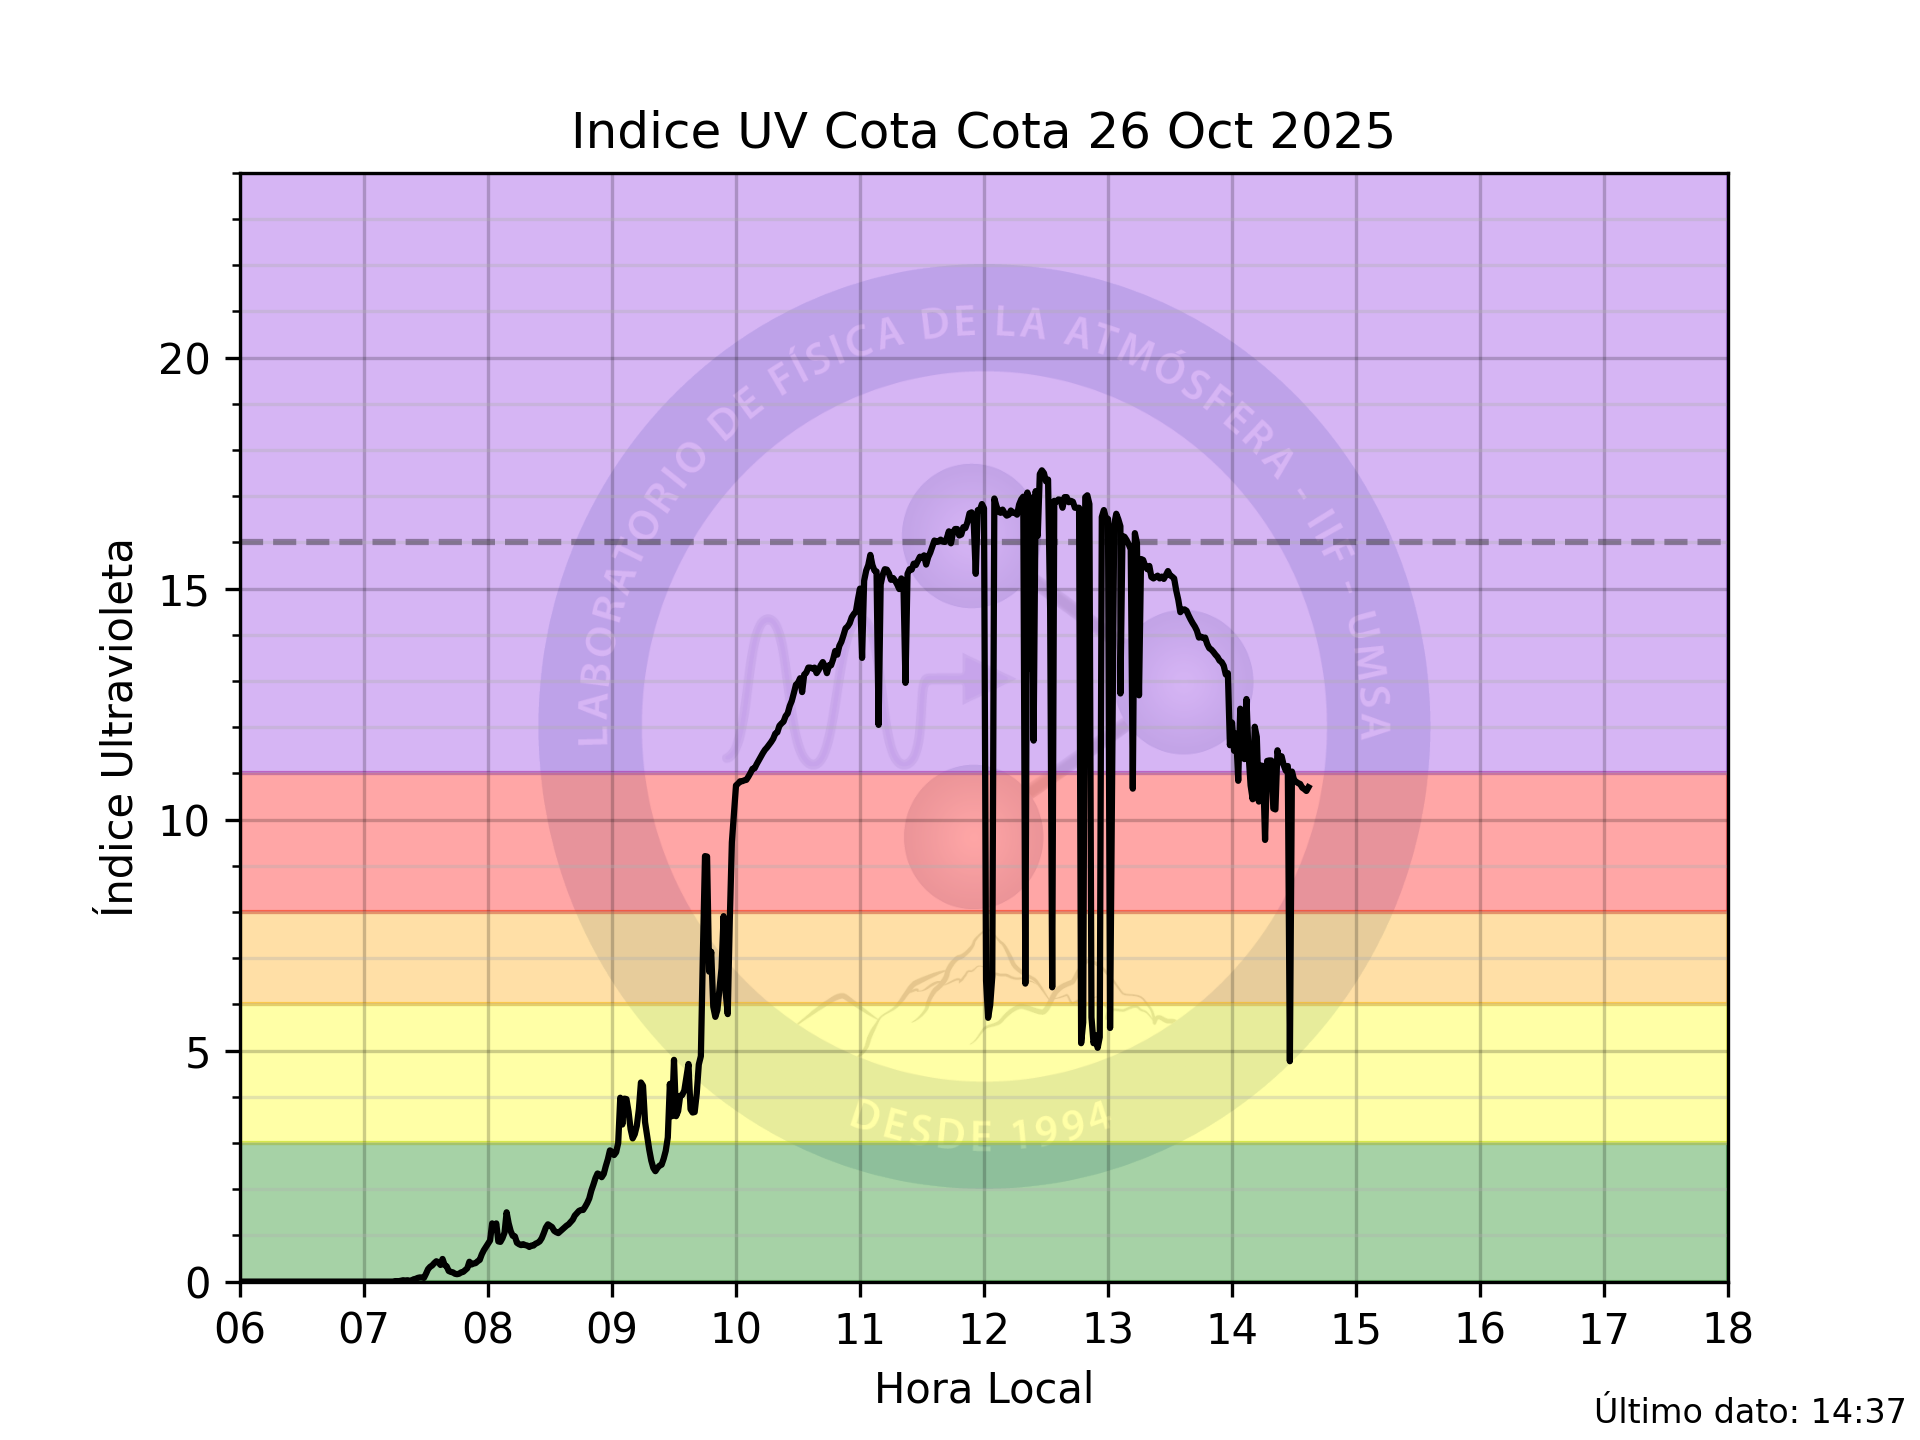 Indice UV Cota Cota 26 Oct 2025
Índice Ultravioleta
20
15
10
5
0
LABORATORIO DE FÍSICA DE LA ATMÓSFERA - IIF - UMSA
DESDE 1994
06 07 08 09 10 11 12 13 14 15 16 17 18
Hora Local
Último dato: 14:37